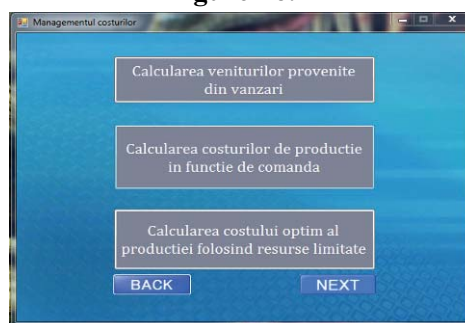 Managementul costurilor
Calcularea veniturilor provenite
din vanzari
Calcularea costurilor de productie
in functie de comanda
Calcularea costului optim al
productiei folosind resurse limitate
BACK
NEXT